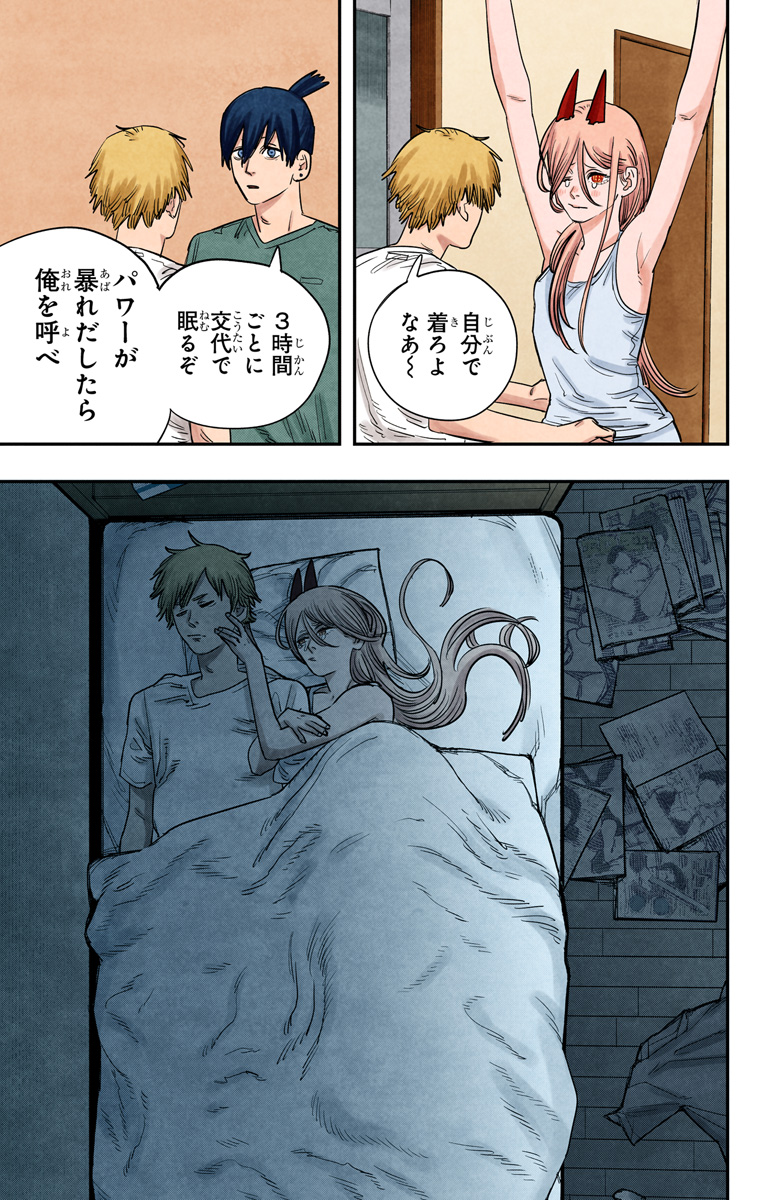 自分で
着ろよ
なあ〜
3時間
ごとに
交代で
眠るぞ
パワーが
暴れだしたら
俺を呼べ